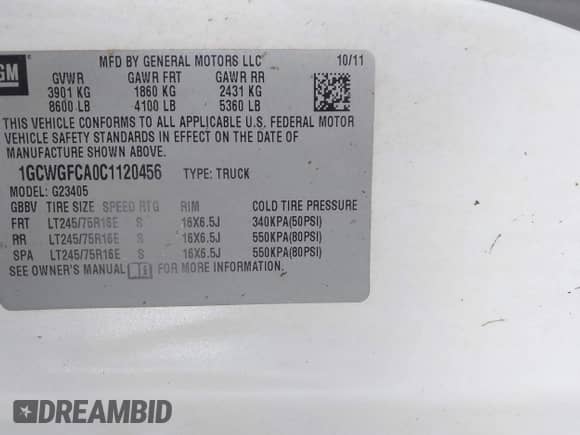 MFD BY GENERAL MOTORS LLC 10/11
GM
GVWR GAWR FRT GAWR RR
3901 KG 1860 KG 2431 KG
8600 LB 4100 LB 5360 LB
THIS VEHICLE CONFORMS TO ALL APPLICABLE U.S. FEDERAL MOTOR
VEHICLE SAFETY STANDARDS IN EFFECT ON THE DATE OF
MANUFACTURE SHOWN ABOVE.
1GCWGFCA0C1120456 TYPE: TRUCK
MODEL: G23405
GBBV TIRE SIZE SPEED RTG RIM COLD TIRE PRESSURE
FRT LT245/75R16E S 16X6.5J 340KPA(50PSI)
RR LT245/75R16E S 16X6.5J 550KPA(80PSI)
SPA LT245/75R16E S 16X6.5J 550KPA(80PSI)
SEE OWNER'S MANUAL FOR MORE INFORMATION.
DREAMBID